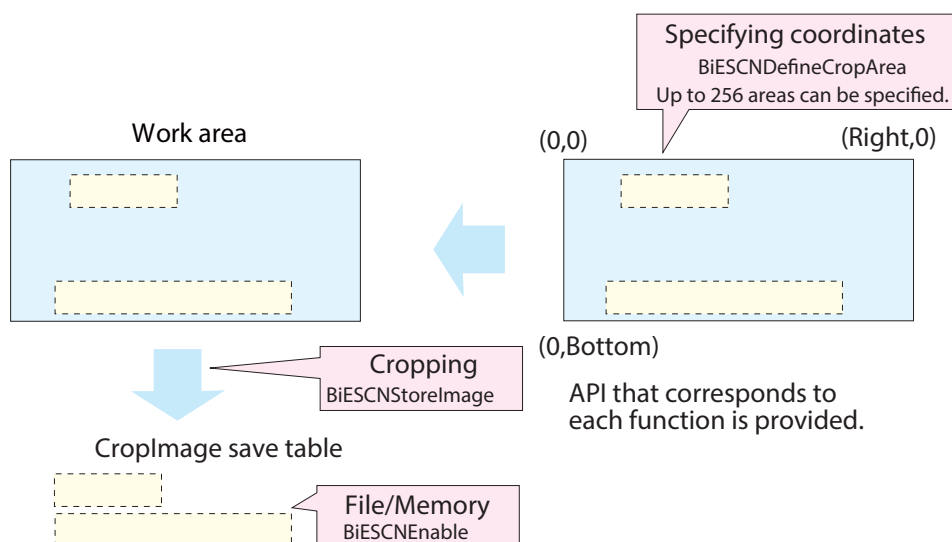 Specifying coordinates
BiESCNDefineCropArea
Up to 256 areas can be specified.
Work area
(0,0)
(Right,0)
(0,Bottom)
Cropping
BiESCNStoreImage
API that corresponds to
each function is provided.
CropImage save table
File/Memory
BiESCNEnable